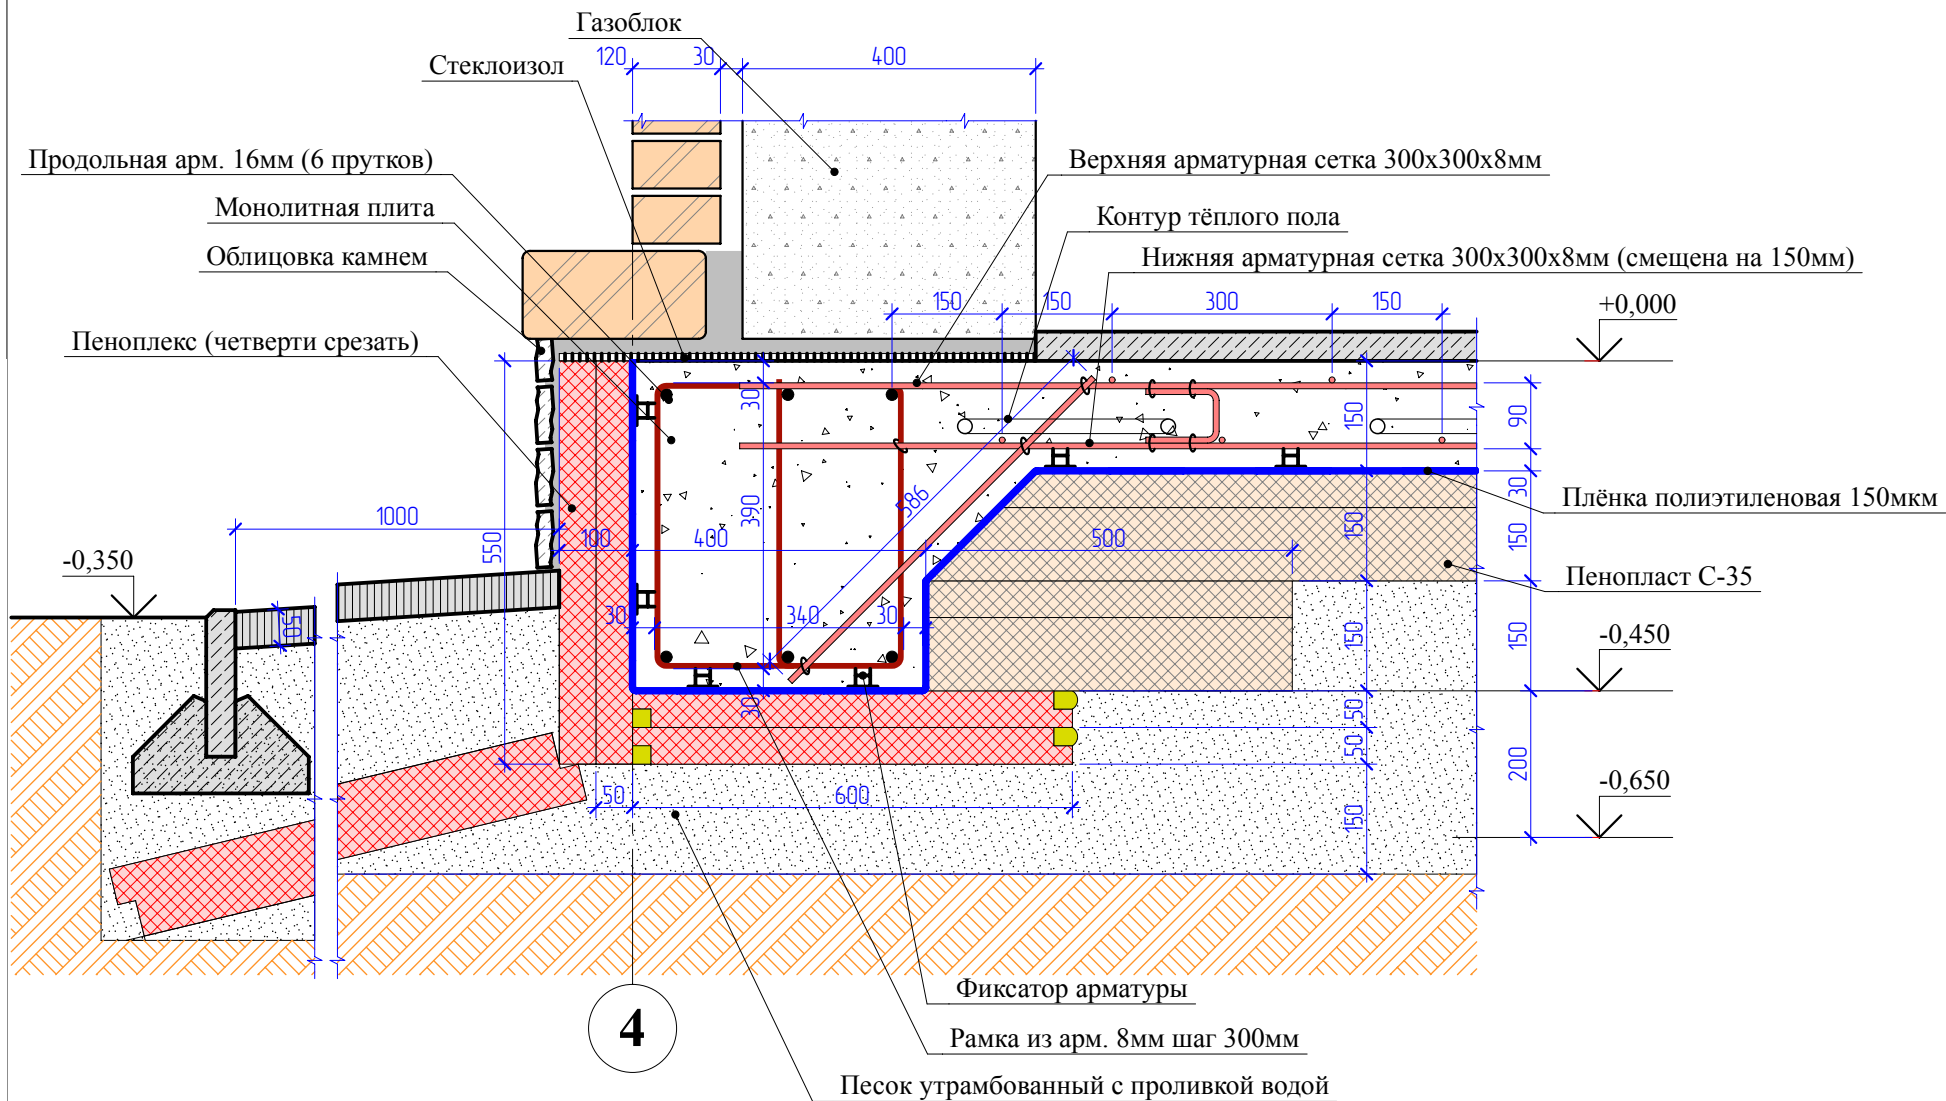 Газоблок
120
30
400
Стеклоизол
Продольная арм. 16мм (6 прутков)
Верхняя арматурная сетка 300х300х8мм
Монолитная плита
Контур тёплого пола
Облицовка камнем
Нижняя арматурная сетка 300х300х8мм (смещена на 150мм)
150
150
300
150
+0,000
Пеноплекс (четверти срезать)
30
150
90
586
390
30
Плёнка полиэтиленовая 150мкм
1000
550
100
400
500
150
150
-0,350
Пенопласт С-35
50
30
340
30
150
150
-0,450
30
50
50
200
-0,650
50
600
150
Фиксатор арматуры
4
Рамка из арм. 8мм шаг 300мм
Песок утрамбованный с проливкой водой